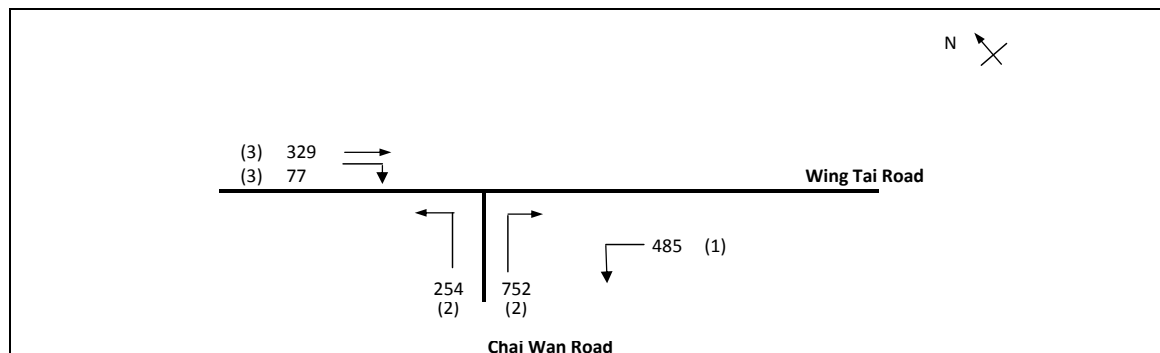 N
(3) 329
(3) 77
Wing Tai Road
485 (1)
254 752
(2) (2)
Chai Wan Road